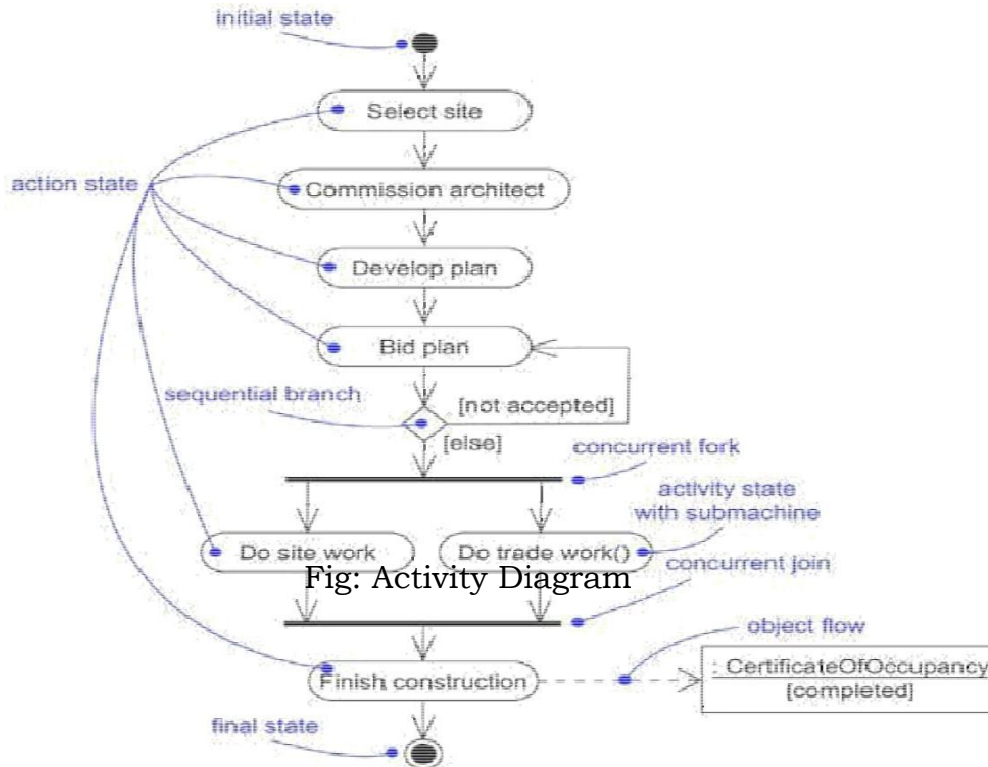 initial state
Select site
action state
Commission architect
Develop plan
Bid plan
sequential branch
[not accepted]
[else]
concurrent fork
activity state
with submachine
Do site work
Do trade work()
concurrent join
Fig: Activity Diagram
object flow
: CertificateOfOccupancy
[completed]
Finish construction
final state